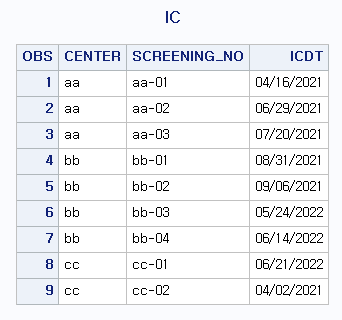 IC
OBS CENTER SCREENING_NO ICDT
1 aa aa-01 04/16/2021
2 aa aa-02 06/29/2021
3 aa aa-03 07/20/2021
4 bb bb-01 08/31/2021
5 bb bb-02 09/06/2021
6 bb bb-03 05/24/2022
7 bb bb-04 06/14/2022
8 cc cc-01 06/21/2022
9 cc cc-02 04/02/2021